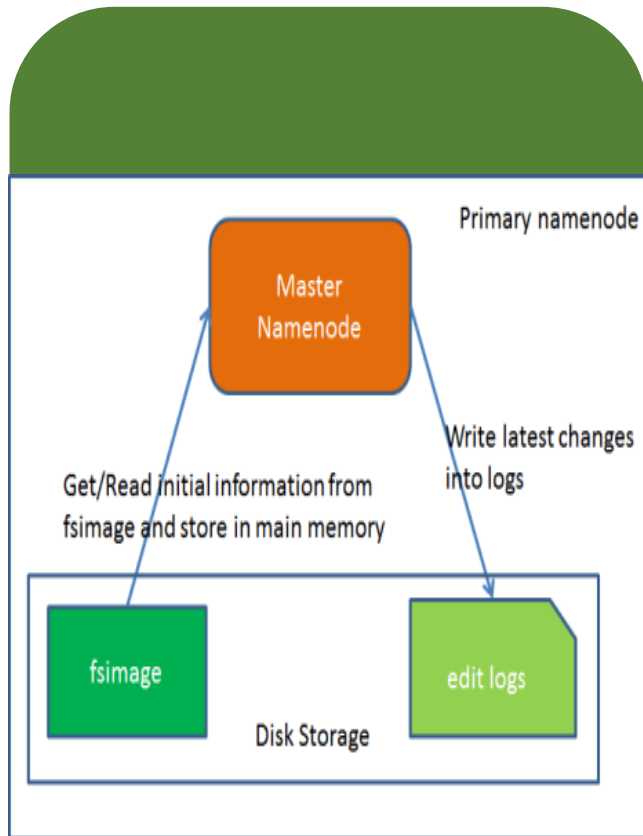 Primary namenode
Master
Namenode
Write latest changes
into logs
Get/Read initial information from
fsimage and store in main memory
fsimage
edit logs
Disk Storage